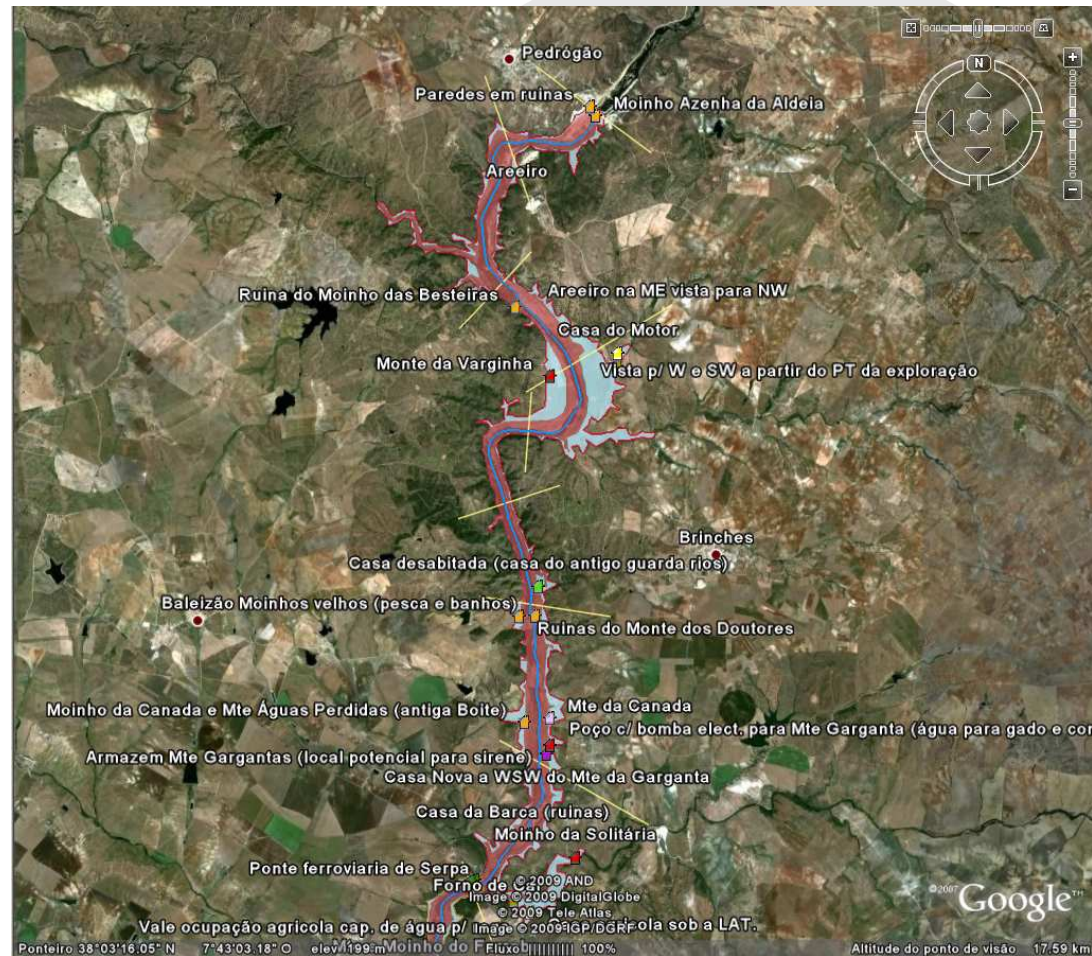 N
Pedrógão
Paredes em ruinas
Moinho Azenha da Aldeia
Areeiro
Ruina do Moinho das Besteiras
Areeiro na ME vista para NW
Casa do Motor
Monte da Varginha
Vista p/ W e SW a partir do PT da exploração
Brinches
Casa desabitada (casa do antigo guarda rios)
Baleizão Moinhos velhos (pesca e banhos)
Ruinas do Monte dos Doutores
Moinho da Canada e Mte Águas Perdidas (antiga Boite)
Mte da Canada
Poço c/ bomba elect. para Mte Garganta (água para gado e con
Armazem Mte Gargantas (local potencial para sirene)
Casa Nova a WSW do Mte da Garganta
Casa da Barca (ruinas)
Moinho da Solitária
Ponte ferroviaria de Serpa
Forno de Cal
© 2009 AND
Image © 2009 DigitalGlobe
© 2009 Tele Atlas
Image © 2009 IGP/DGRF
©2007 Google™
Vale ocupação agricola cap. de água p/
sob a LAT.
Moinho do
Ponteiro 38°03'16.05" N 7°43'03.18" O elev. 199 m
Fluxo 100%
Altitude do ponto de visão 17.59 km